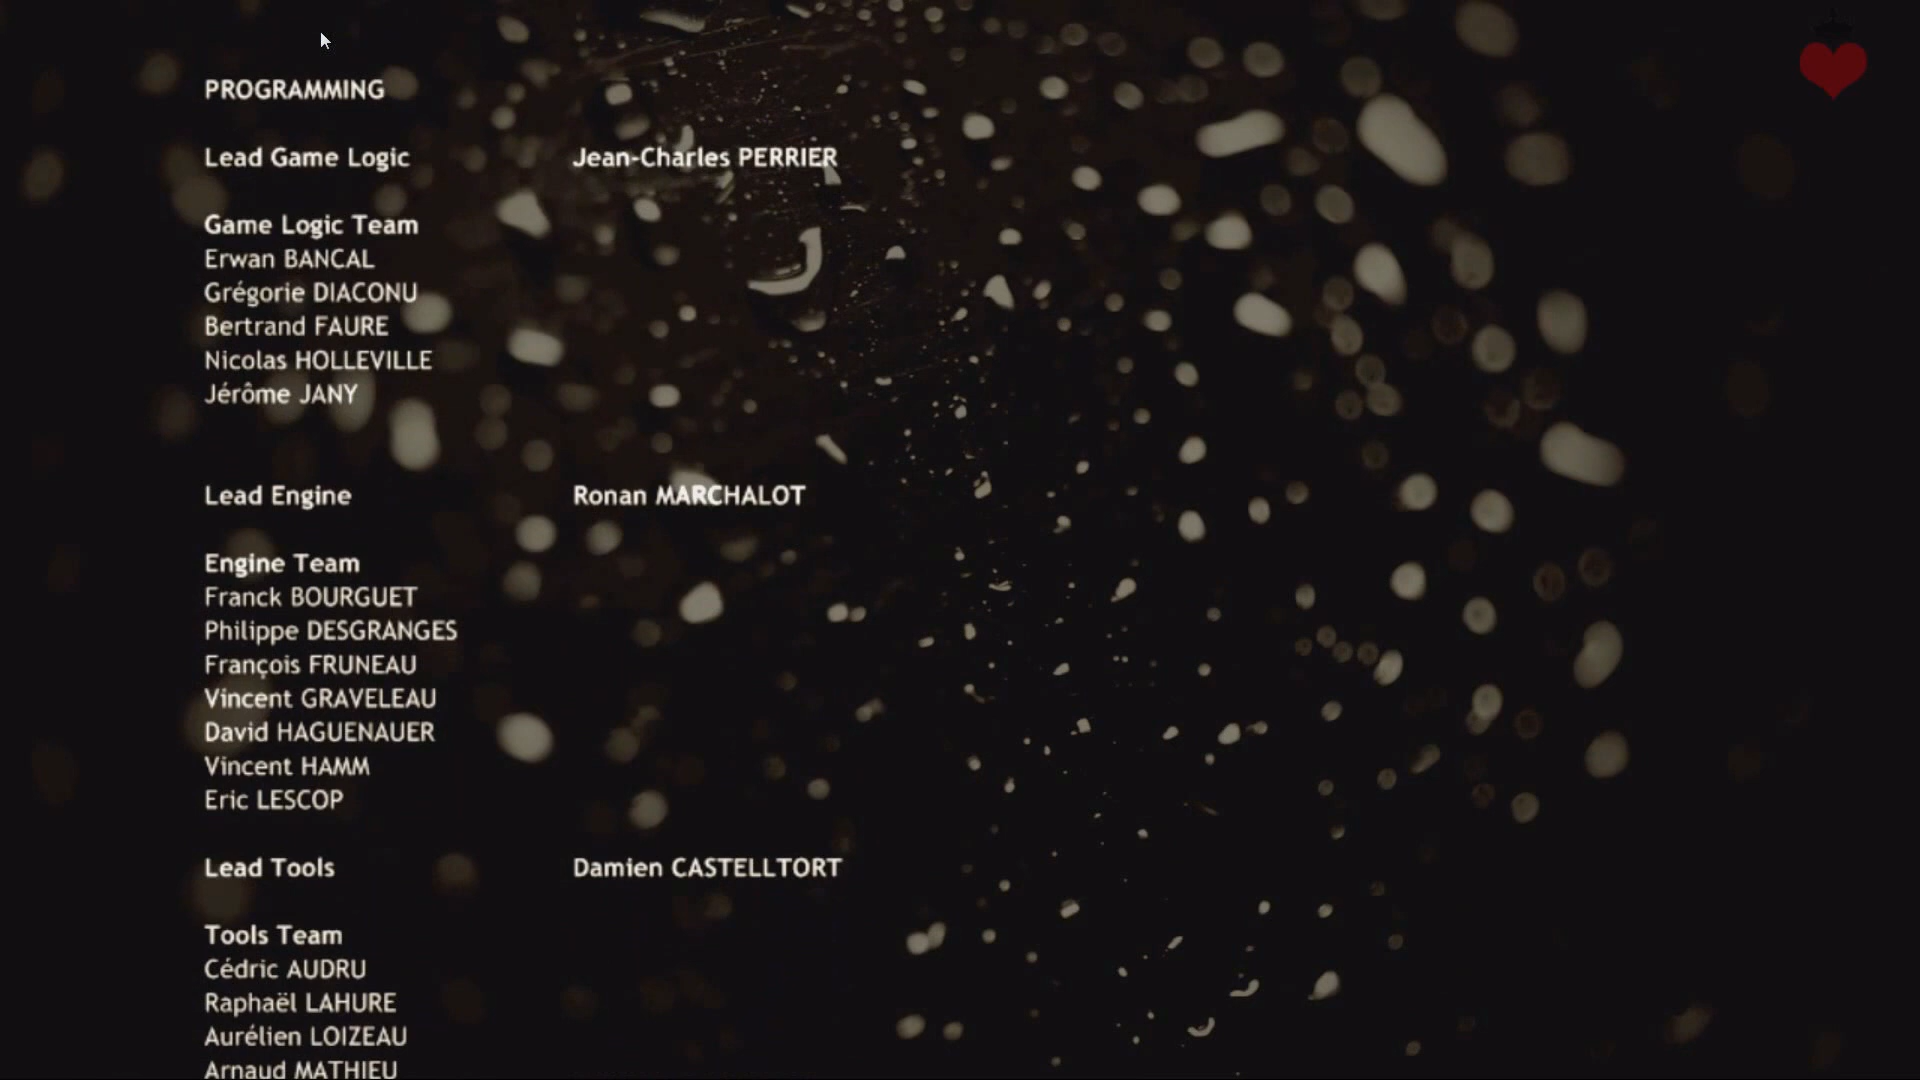 PROGRAMMING
Lead Game Logic Jean-Charles PERRIER
Game Logic Team
Erwan BANCAL
Grégorie DIACONU
Bertrand FAURE
Nicolas HOLLEVILLE
Jérôme JANY
Lead Engine Ronan MARCHALOT
Engine Team
Franck BOURGUET
Philippe DESGRANGES
François FRUNEAU
Vincent GRAVELEAU
David HAGUENAUER
Vincent HAMM
Eric LESCOP
Lead Tools Damien CASTELLTORT
Tools Team
Cédric AUDRU
Raphaël LAHURE
Aurélien LOIZEAU
Arnaud MATHIEU